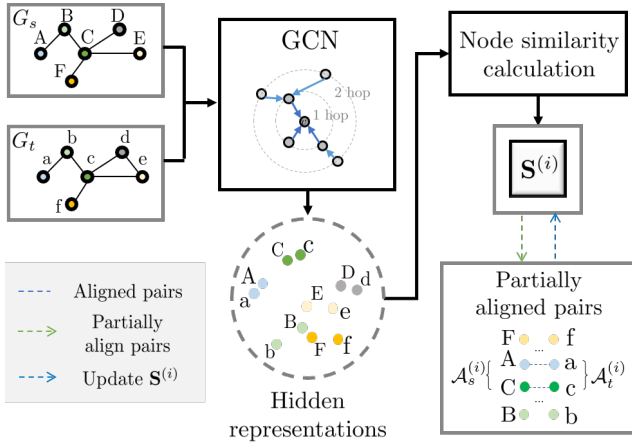 G_s
A
B
C
D
E
F
G_t
a
b
c
d
e
f
GCN
2 hop
1 hop
Node similarity
calculation
S^{(i)}
C c
A
a
D d
E
e
B
b
F f
Hidden
representations
Aligned pairs
Partially
align pairs
Update S^{(i)}
Partially
aligned pairs
F f
...
A a
𝒜_s^{(i)} { } 𝒜_t^{(i)}
C c
...
B b